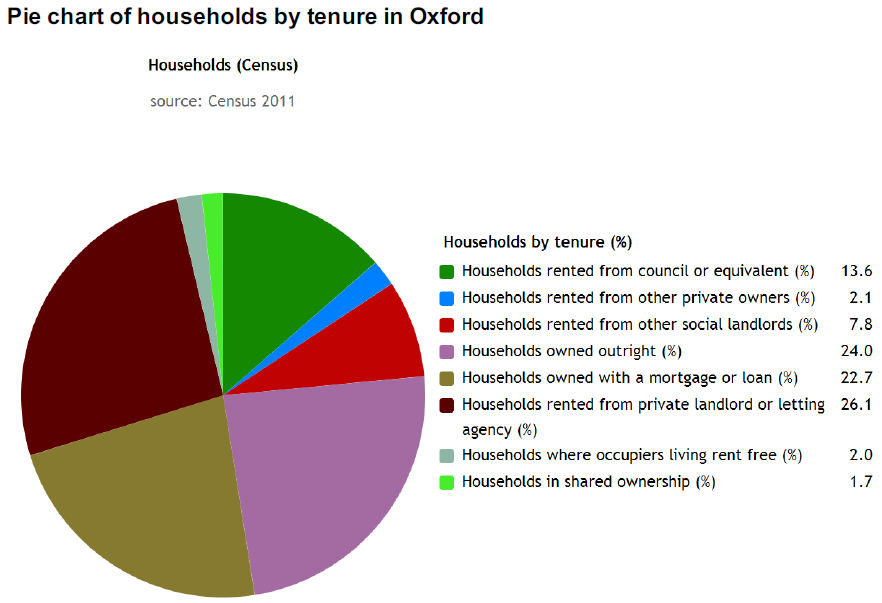 Pie chart of households by tenure in Oxford
Households (Census)
source: Census 2011
Households by tenure (%)
Households rented from council or equivalent (%) 13.6
Households rented from other private owners (%) 2.1
Households rented from other social landlords (%) 7.8
Households owned outright (%) 24.0
Households owned with a mortgage or loan (%) 22.7
Households rented from private landlord or letting 26.1
agency (%)
Households where occupiers living rent free (%) 2.0
Households in shared ownership (%) 1.7